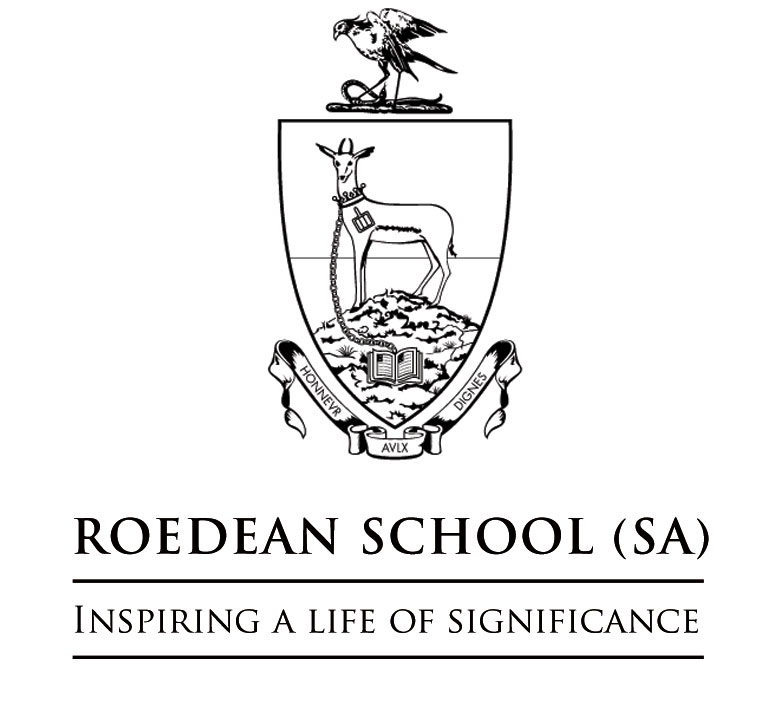 HONNEVR AVLX DIGNES
ROEDEAN SCHOOL (SA)
INSPIRING A LIFE OF SIGNIFICANCE